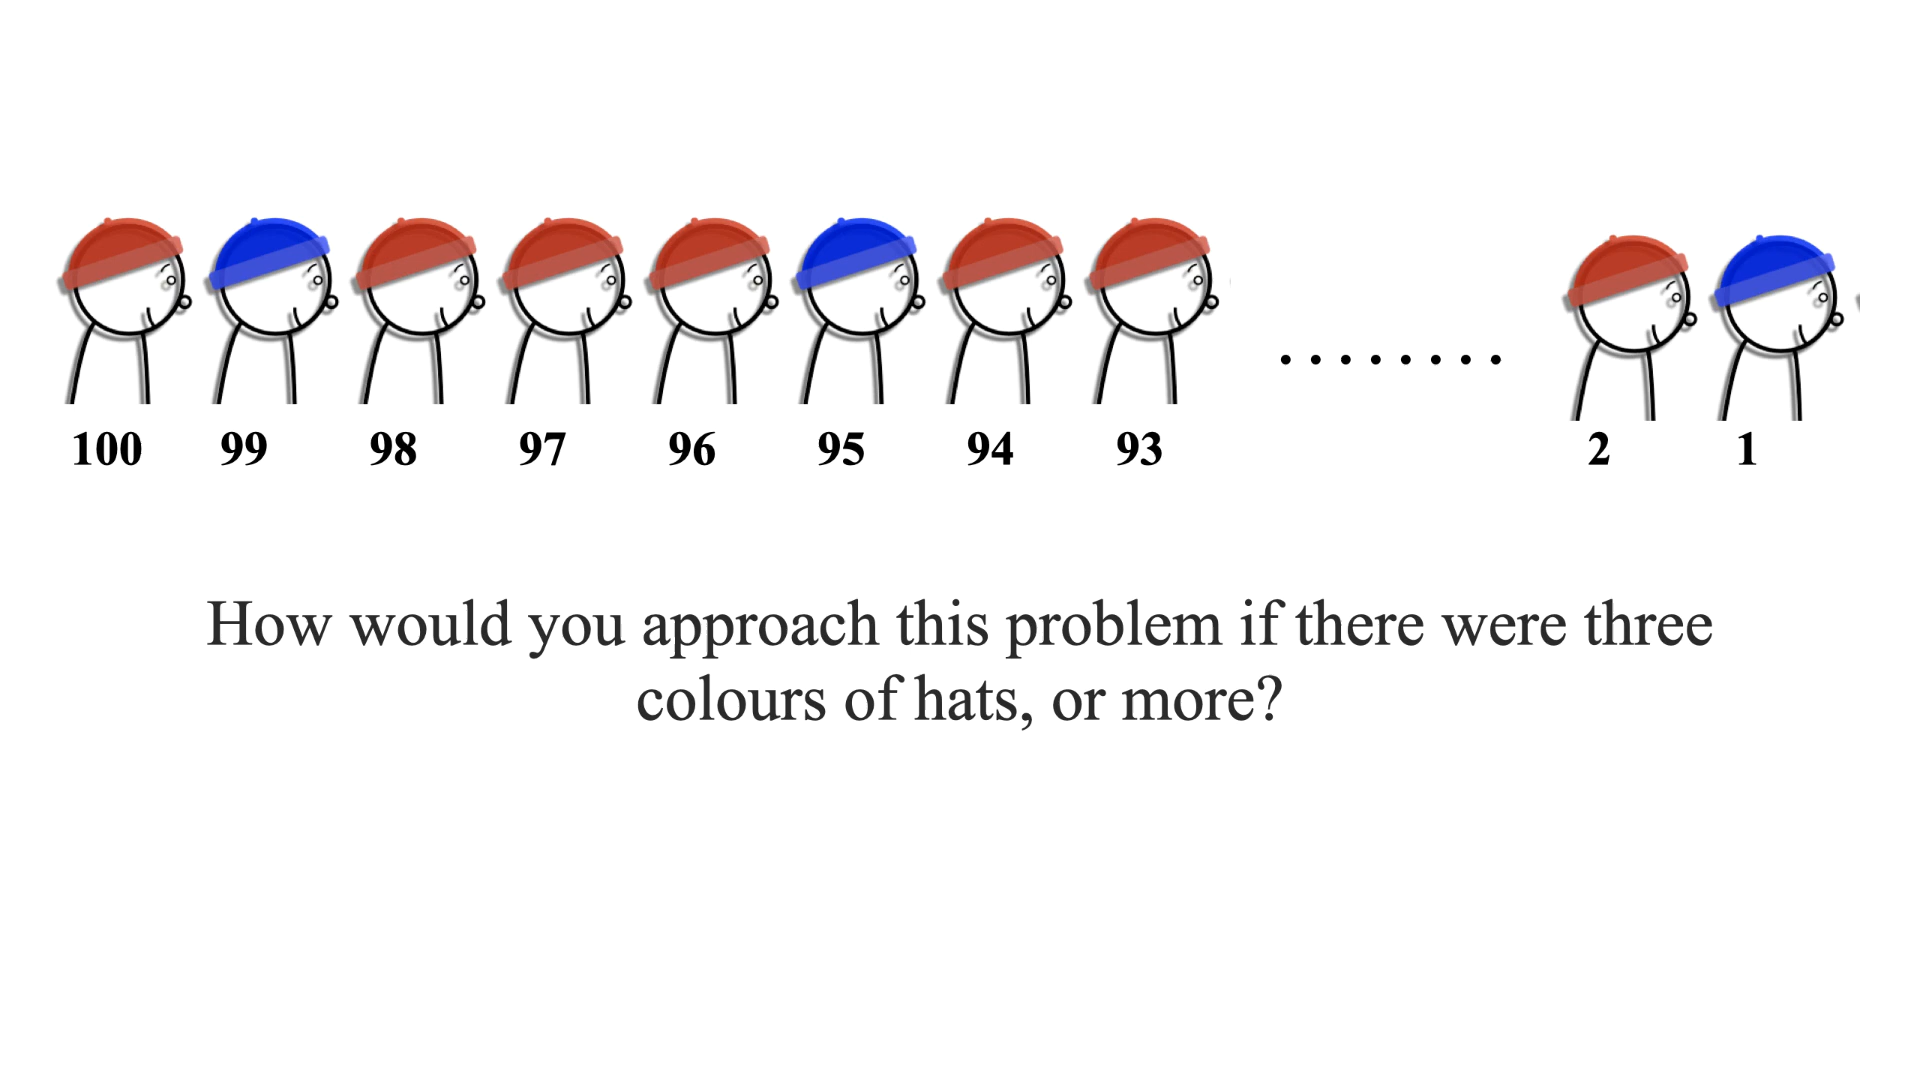 100 99 98 97 96 95 94 93 ........ 2 1
How would you approach this problem if there were three
colours of hats, or more?